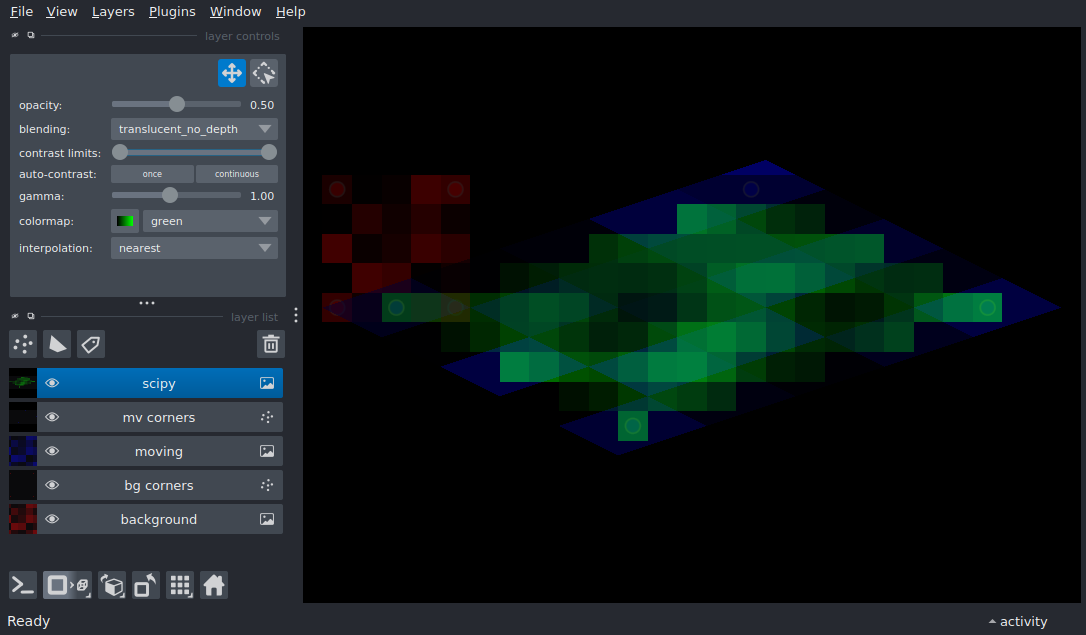 File View Layers Plugins Window Help
layer controls
opacity: 0.50
blending: translucent_no_depth
contrast limits:
auto-contrast: once continuous
gamma: 1.00
colormap: green
interpolation: nearest
layer list
scipy
mv corners
moving
bg corners
background
Ready activity